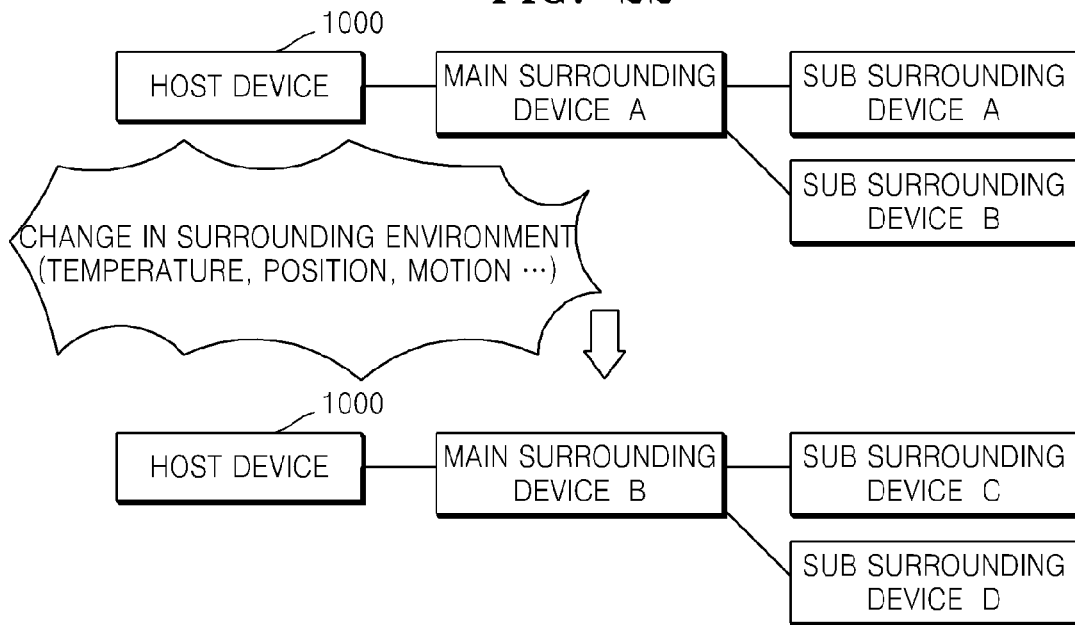 1000
HOST DEVICE
MAIN SURROUNDING
DEVICE A
SUB SURROUNDING
DEVICE A
SUB SURROUNDING
DEVICE B
CHANGE IN SURROUNDING ENVIRONMENT
(TEMPERATURE, POSITION, MOTION ···)
1000
HOST DEVICE
MAIN SURROUNDING
DEVICE B
SUB SURROUNDING
DEVICE C
SUB SURROUNDING
DEVICE D